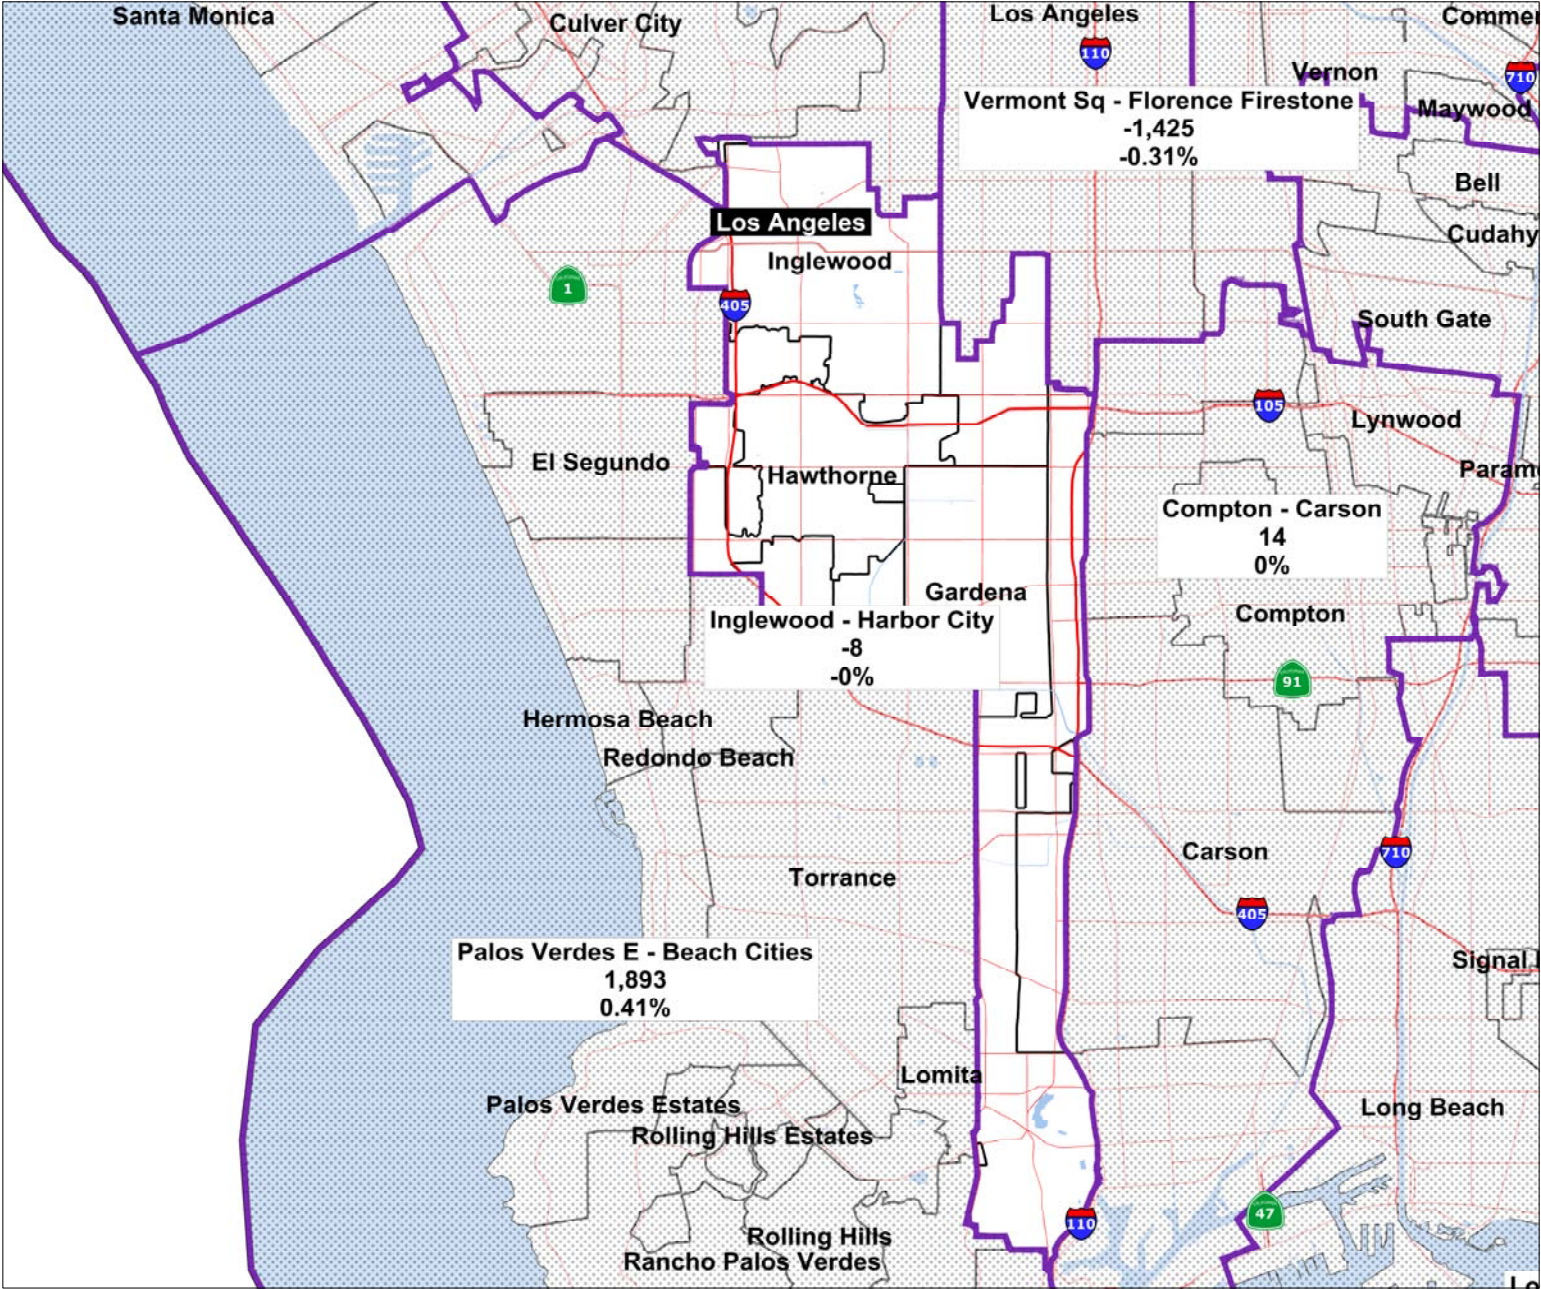 Santa Monica
Culver City
Los Angeles
Commer
110
Vernon
710
Maywood
Vermont Sq - Florence Firestone
-1,425
-0.31%
Bell
Los Angeles
Cudahy
Inglewood
1
405
South Gate
105
Lynwood
El Segundo
Hawthorne
Param
Compton - Carson
14
0%
Gardena
Compton
Inglewood - Harbor City
-8
-0%
91
Hermosa Beach
Redondo Beach
Carson
710
Torrance
405
Palos Verdes E - Beach Cities
1,893
0.41%
Signal
Lomita
Palos Verdes Estates
Long Beach
Rolling Hills Estates
47
110
Rolling Hills
Rancho Palos Verdes
Lo